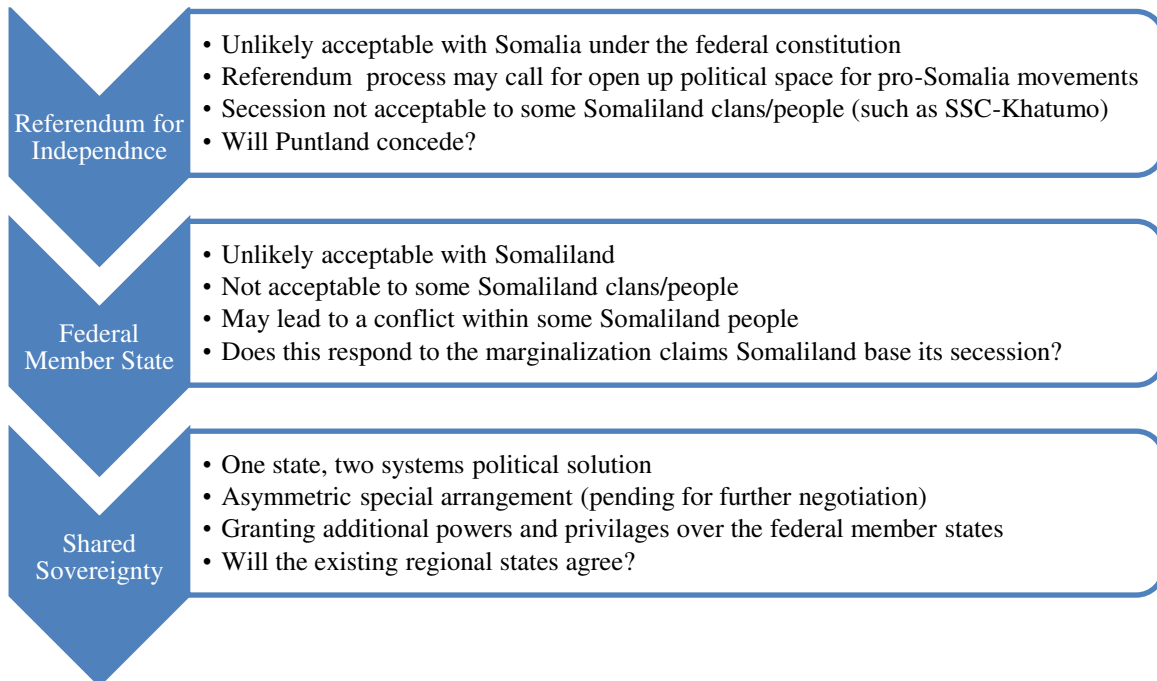 Referendum for
Independnce
• Unlikely acceptable with Somalia under the federal constitution
• Referendum process may call for open up political space for pro-Somalia movements
• Secession not acceptable to some Somaliland clans/people (such as SSC-Khatumo)
• Will Puntland concede?
Federal
Member State
• Unlikely acceptable with Somaliland
• Not acceptable to some Somaliland clans/people
• May lead to a conflict within some Somaliland people
• Does this respond to the marginalization claims Somaliland base its secession?
Shared
Sovereignty
• One state, two systems political solution
• Asymmetric special arrangement (pending for further negotiation)
• Granting additional powers and privilages over the federal member states
• Will the existing regional states agree?